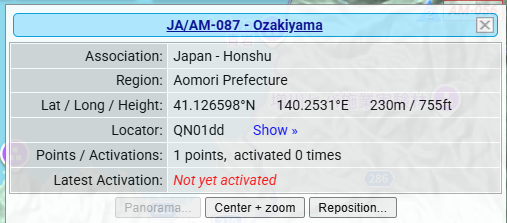 JA/AM-087 - Ozakiyama
Association: Japan - Honshu
Region: Aomori Prefecture
Lat / Long / Height: 41.126598°N 140.2531°E 230m / 755ft
Locator: QN01dd Show »
Points / Activations: 1 points, activated 0 times
Latest Activation: Not yet activated
Panorama... Center + zoom Reposition...